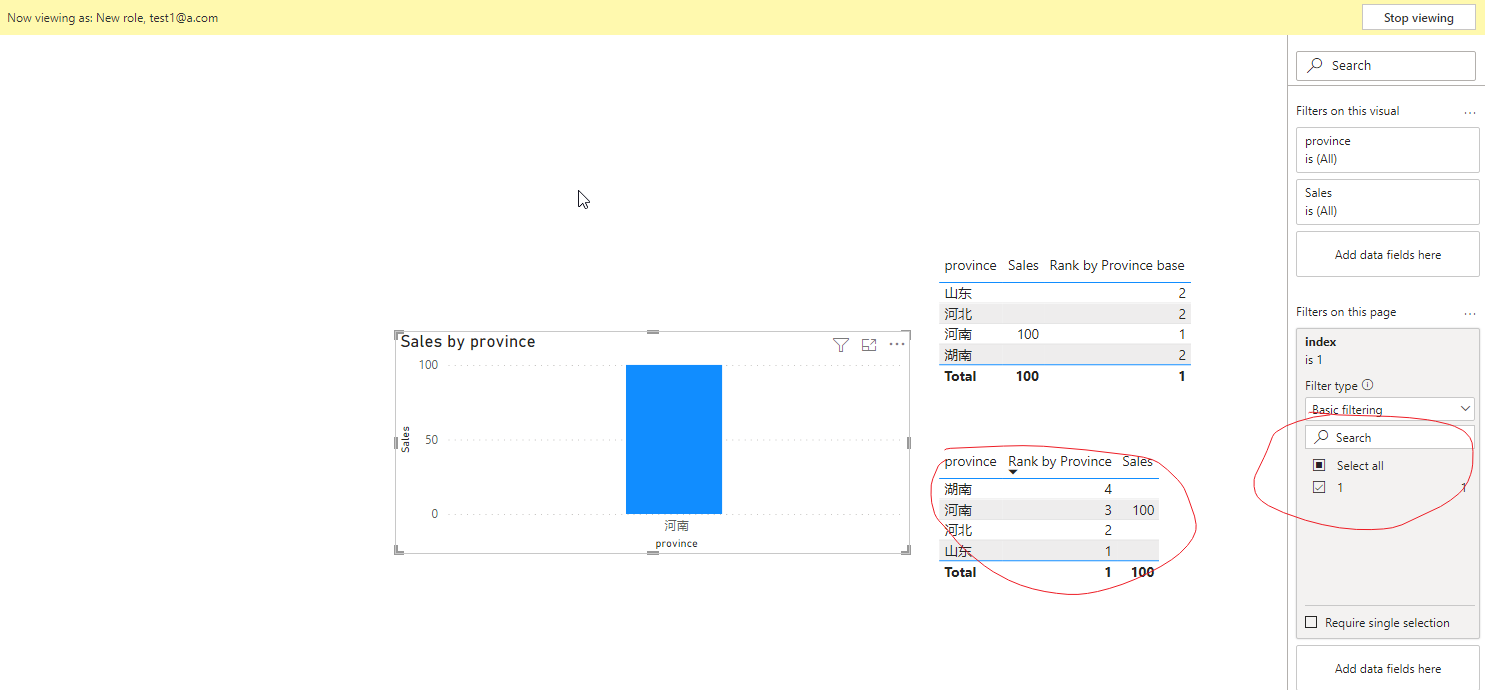 Now viewing as: New role, test1@a.com
Stop viewing
Search
Filters on this visual
...
province
is (All)
Sales
is (All)
Add data fields here
Filters on this page
...
index
is 1
Filter type
Basic filtering
Search
Select all
1 1
Require single selection
Add data fields here
Sales by province
100
50
0
Sales
河南
province
province Sales Rank by Province base
山东 2
河北 2
河南 100 1
湖南 2
Total 100 1
province Rank by Province Sales
湖南 4
河南 3 100
河北 2
山东 1
Total 1 100